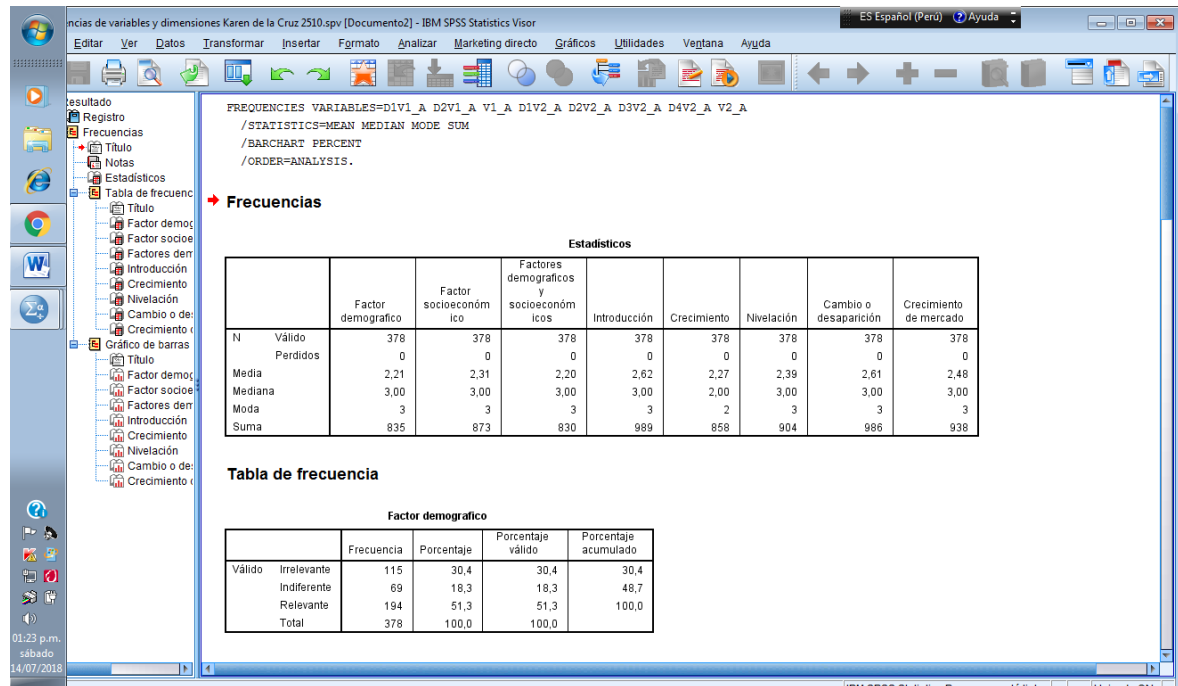 ncias de variables y dimensiones Karen de la Cruz 2510.spv [Documento2] - IBM SPSS Statistics Visor
ES Español (Perú) Ayuda
Editar Ver Datos Transformar Insertar Formato Analizar Marketing directo Gráficos Utilidades Ventana Ayuda
esultado
Registro
Frecuencias
Título
Notas
Estadísticos
Tabla de frecuenc
Título
Factor demog
Factor socioe
Factores dem
Introducción
Crecimiento
Nivelación
Cambio o de
Crecimiento
Gráfico de barras
Título
Factor demog
Factor socioe
Factores dem
Introducción
Crecimiento
Nivelación
Cambio o de
Crecimiento
01:23 p.m.
sábado
14/07/2018
FREQUENCIES VARIABLES=D1V1_A D2V1_A V1_A D1V2_A D2V2_A D3V2_A D4V2_A V2_A
/STATISTICS=MEAN MEDIAN MODE SUM
/BARCHART PERCENT
/ORDER=ANALYSIS.
Frecuencias
Estadísticos
Factor demografico Factor socioeconóm ico Factores demograficos y socioeconóm icos Introducción Crecimiento Nivelación Cambio o desaparición Crecimiento de mercado
N Válido 378 378 378 378 378 378 378 378
Perdidos 0 0 0 0 0 0 0 0
Media 2,21 2,31 2,20 2,62 2,27 2,39 2,61 2,48
Mediana 3,00 3,00 3,00 3,00 2,00 3,00 3,00 3,00
Moda 3 3 3 3 2 3 3 3
Suma 835 873 830 989 858 904 986 938
Tabla de frecuencia
Factor demografico
Frecuencia Porcentaje Porcentaje válido Porcentaje acumulado
Válido Irrelevante 115 30,4 30,4 30,4
Indiferente 69 18,3 18,3 48,7
Relevante 194 51,3 51,3 100,0
Total 378 100,0 100,0